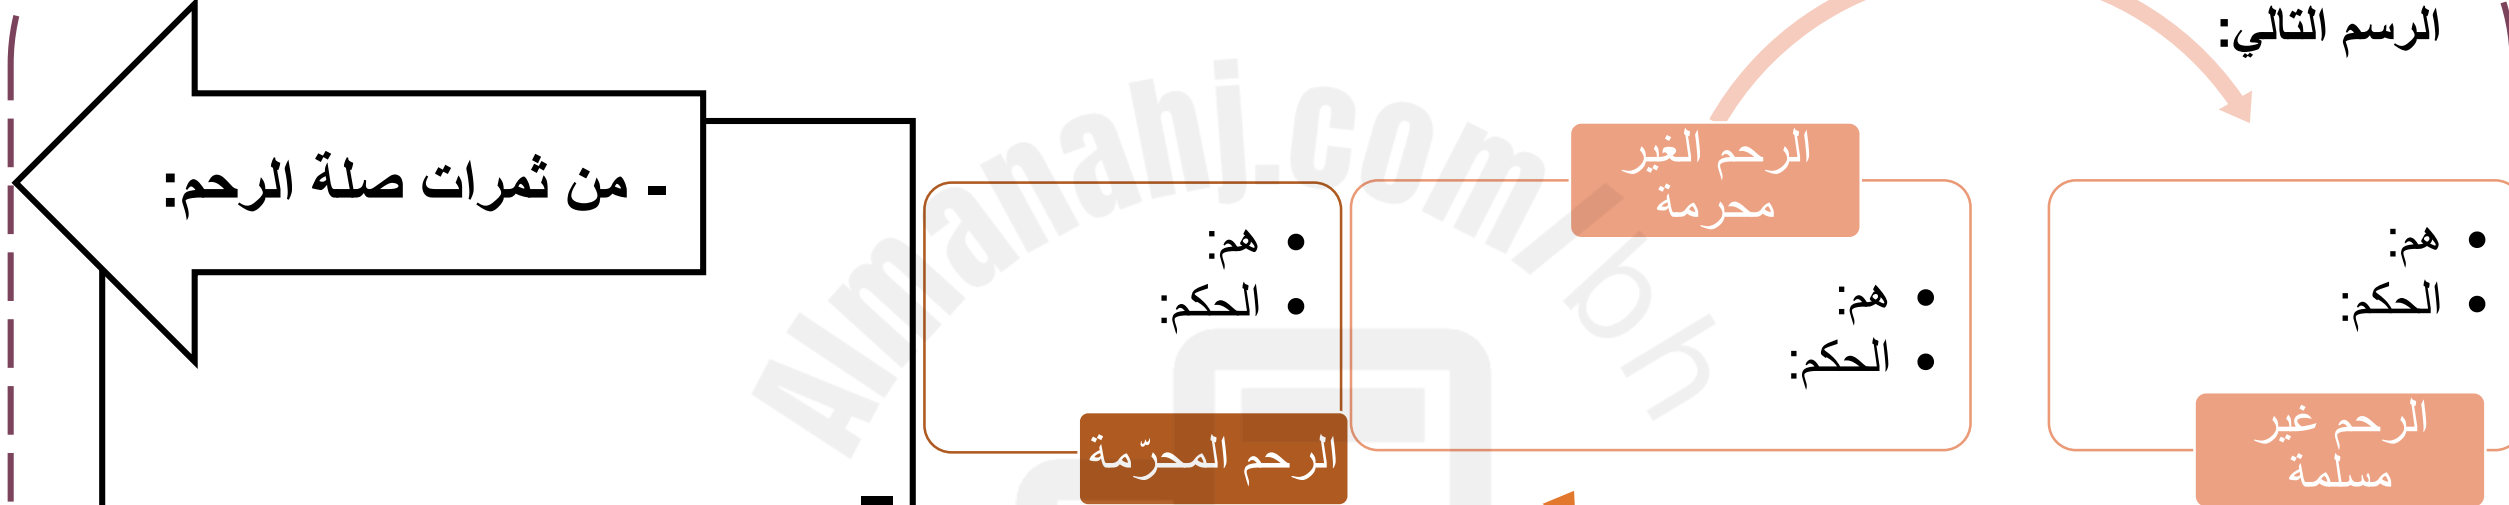 الرسم التالي:
الرحم الغير
محرمة
هم:
الحكم:
الرحم غير
مسلمة
هم:
الحكم:
هم:
الحكم:
الرحم المحرّمة
- من ثمرات صلة الرحم:
Almanahj.com/bh